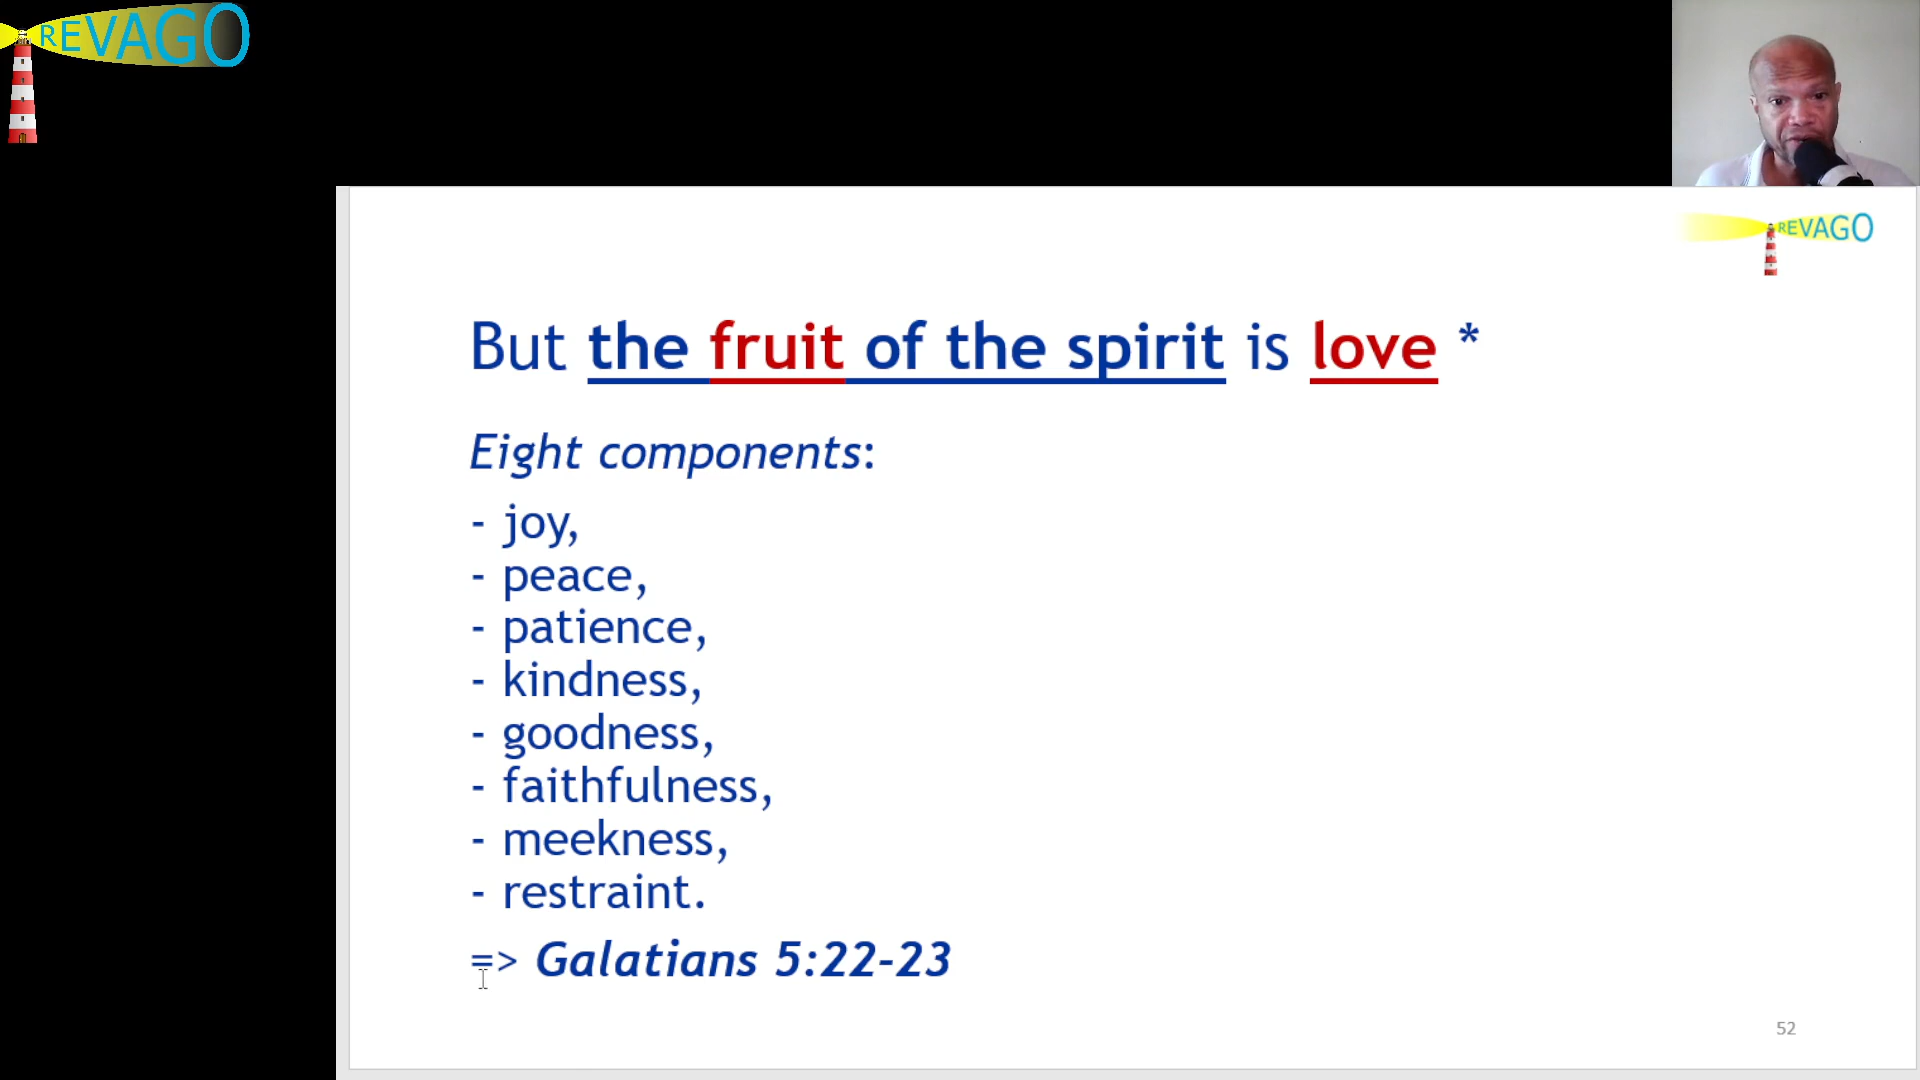 REVAGO
REVAGO
But the fruit of the spirit is love *
Eight components:
- joy,
- peace,
- patience,
- kindness,
- goodness,
- faithfulness,
- meekness,
- restraint.
=> Galatians 5:22-23
52